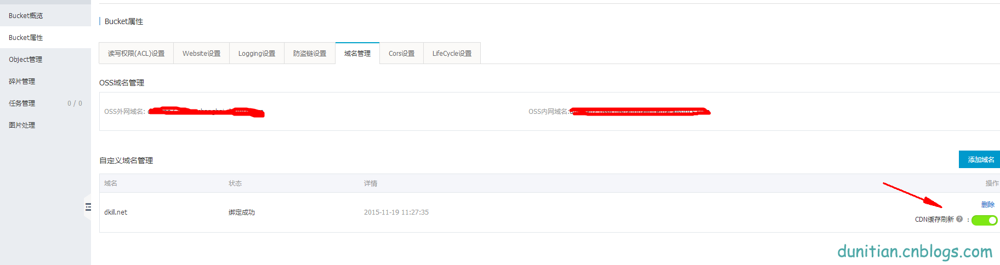 Bucket概览
Bucket属性
Object管理
碎片管理
任务管理 0 / 0
图片处理
Bucket属性
读写权限(ACL)设置 Website设置 Logging设置 防盗链设置 域名管理 Cors设置 LifeCycle设置
OSS域名管理
OSS外网域名: OSS内网域名:
自定义域名管理 添加域名
域名 状态 详情 操作
dkill.net 绑定成功 2015-11-19 11:27:35 删除
CDN缓存刷新 ? :
dunitian.cnblogs.com